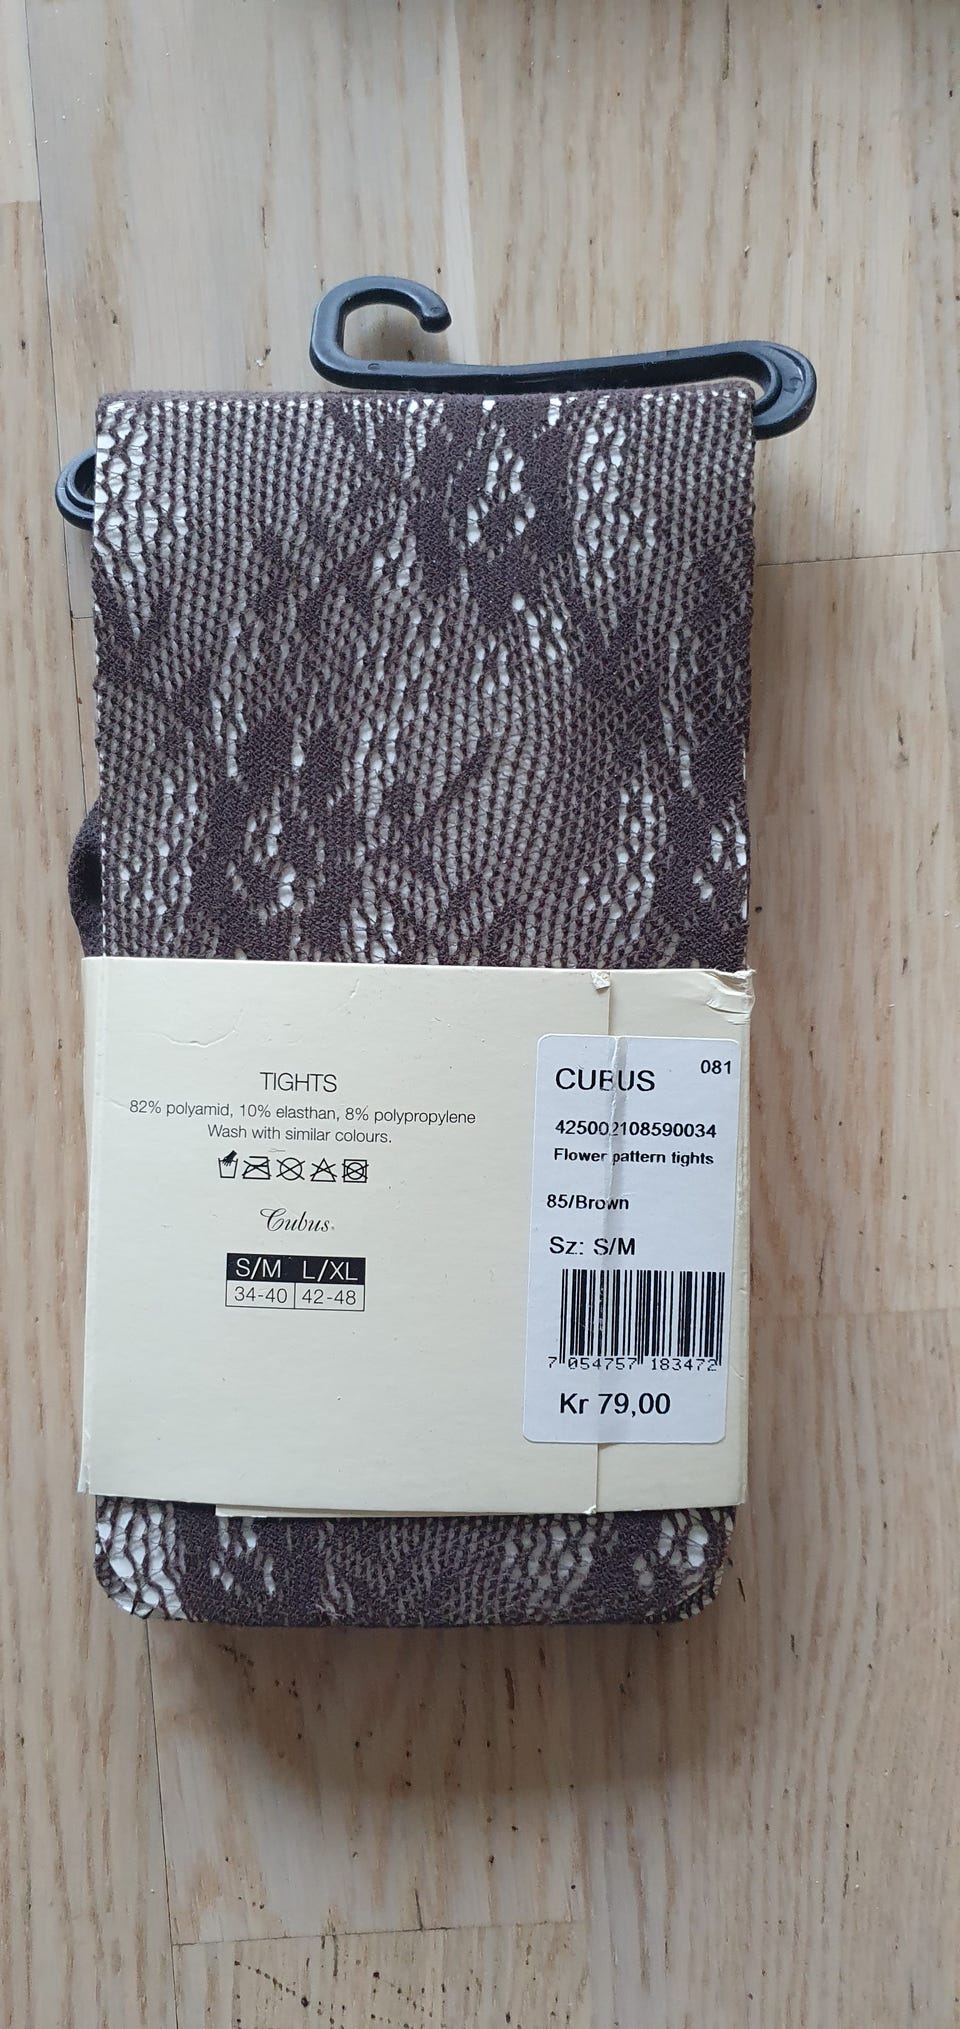 TIGHTS
82% polyamid, 10% elasthan, 8% polypropylene
Wash with similar colours.
Cubus.
S/M L/XL
34-40 42-48
081
CUBUS
425002108590034
Flower pattern tights
85/Brown
Sz: S/M
7 054757 183472
Kr 79,00